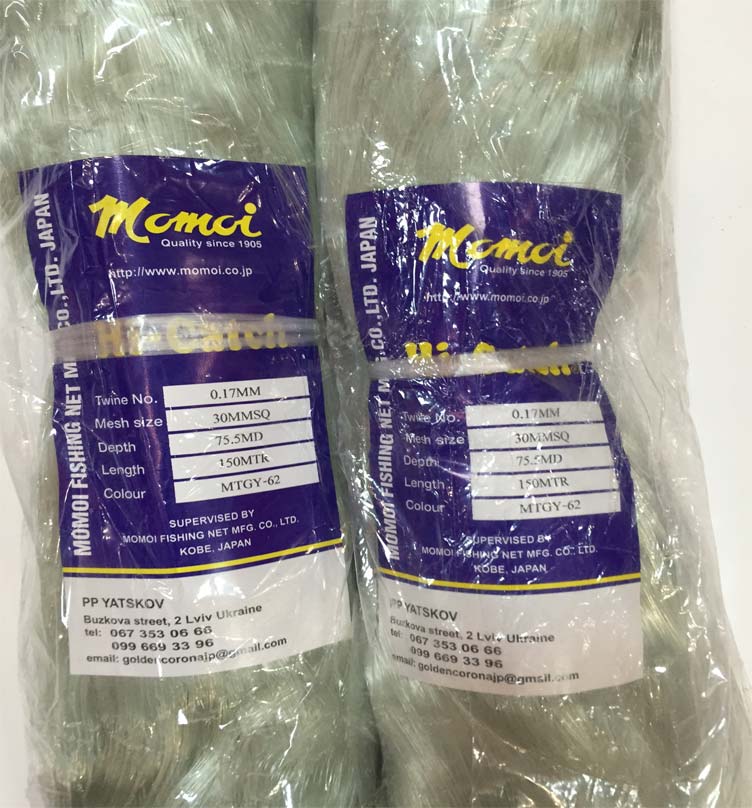 MOMOI FISHING NET MFG.CO.,LTD. JAPAN
Momoi
Quality since 1905
http://www.momoi.co.jp
Hi-Catch
Twine No. 0.17MM
Mesh size 30MMSQ
Depth 75.5MD
Length 150MTR
Colour MTGY-62
SUPERVISED BY
MOMOI FISHING NET MFG. CO., LTD.
KOBE, JAPAN
PP YATSKOV
Buzkova street, 2 Lviv Ukraine
tel: 067 353 06 66
099 669 33 96
email: goldencoronajp@gmail.com
MOMOI FISHING NET MFG.CO.,LTD. JAPAN
Momoi
Quality since 1905
http://www.momoi.co.jp
Hi-Catch
Twine No. 0.17MM
Mesh size 30MMSQ
Depth 75.5MD
Length 150MTR
Colour MTGY-62
SUPERVISED BY
MOMOI FISHING NET MFG. CO., LTD.
KOBE, JAPAN
PP YATSKOV
Buzkova street, 2 Lviv Ukraine
tel: 067 353 06 66
099 669 33 96
email: goldencoronajp@gmail.com